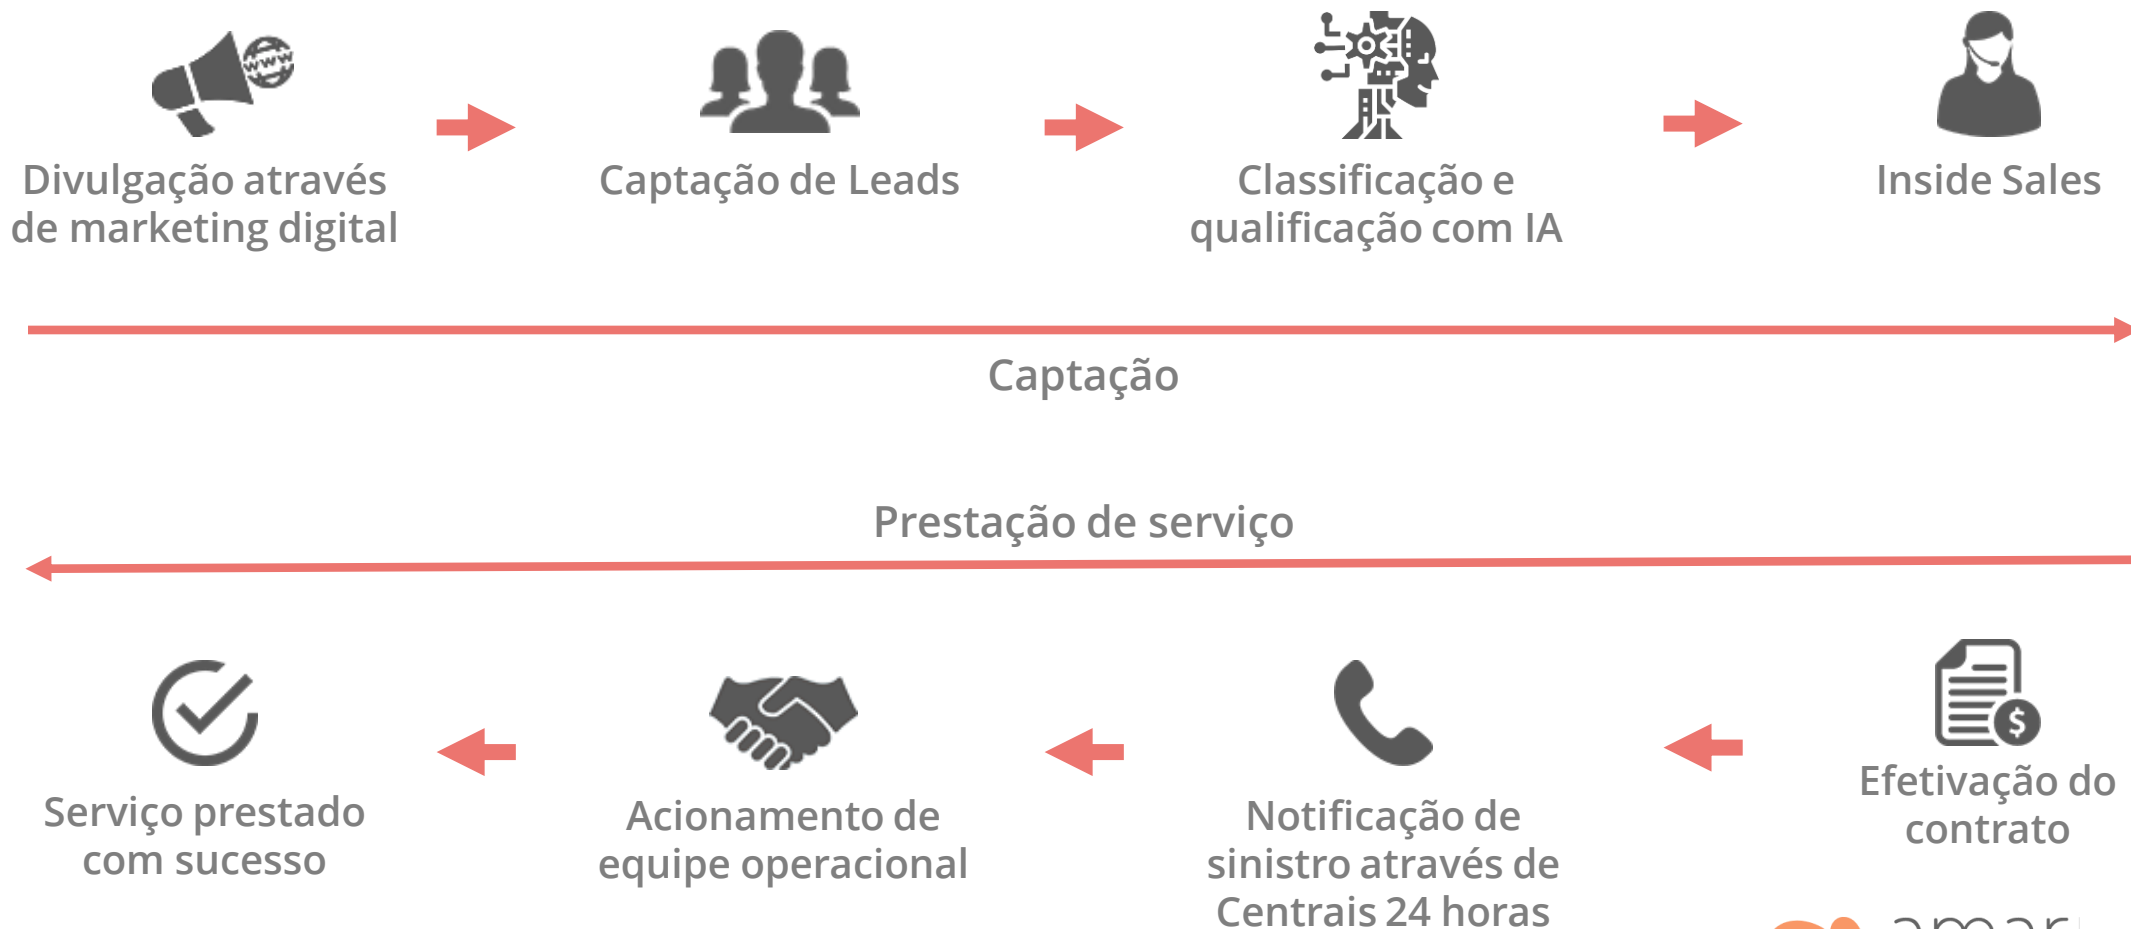 www
Divulgação através
de marketing digital
Captação de Leads
Classificação e
qualificação com IA
Inside Sales
Captação
Prestação de serviço
Serviço prestado
com sucesso
Acionamento de
equipe operacional
Notificação de
sinistro através de
Centrais 24 horas
$
Efetivação do
contrato